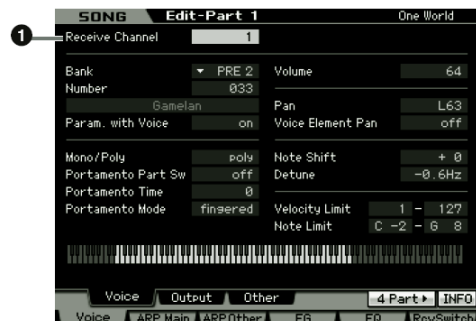 SONG Edit-Part 1 One World
1 Receive Channel 1
Bank PRE 2 Volume 64
Number 033
Gamelan Pan L63
Param. with Voice on Voice Element Pan off
Mono/Poly poly Note Shift + 0
Portamento Part Sw off Detune -0.6Hz
Portamento Time 0
Portamento Mode fingered Velocity Limit 1 - 127
Note Limit C -2 - G 8
Voice Output Other 4 Part INFO
Voice ARP Main ARP Other EG EQ RcvSwitch